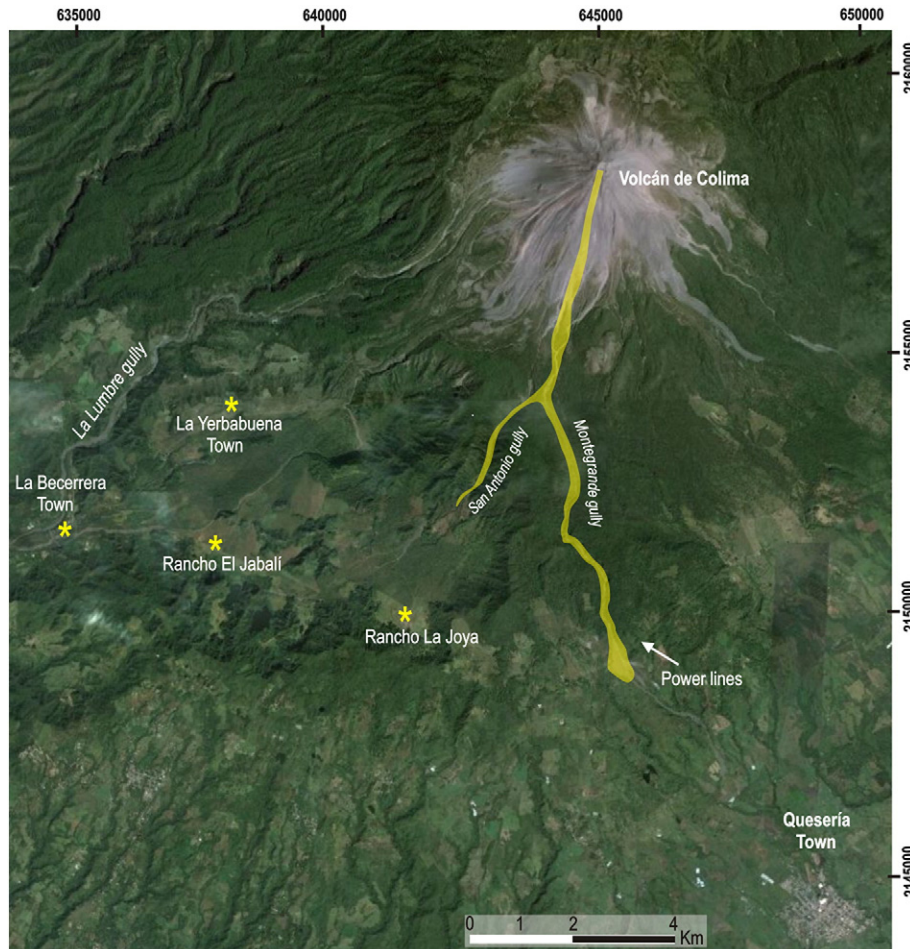 635000
640000
645000
650000
2160000
Volcán de Colima
2155000
La Lumbre gully
La Yerbabuena
Town
San Antonio gully
Montegrande gully
La Becerrera
Town
Rancho El Jabalí
2150000
Rancho La Joya
Power lines
Quesería
Town
2145000
0 1 2 4
Km